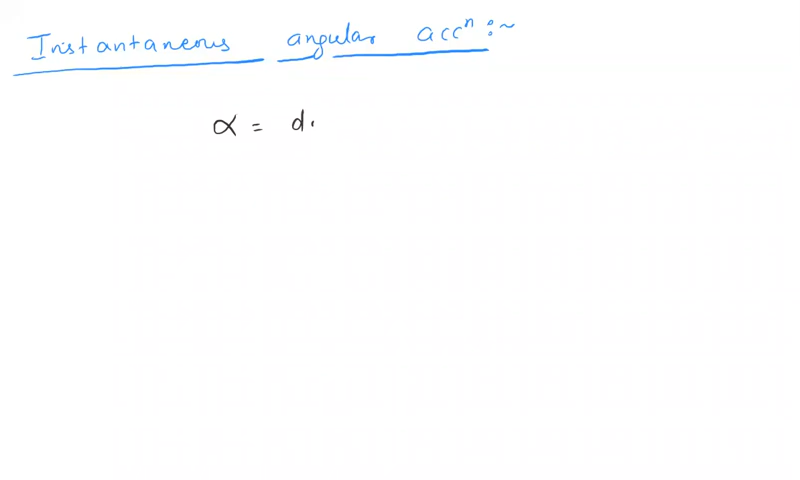 Instantaneous angular accⁿ :~
α = d.